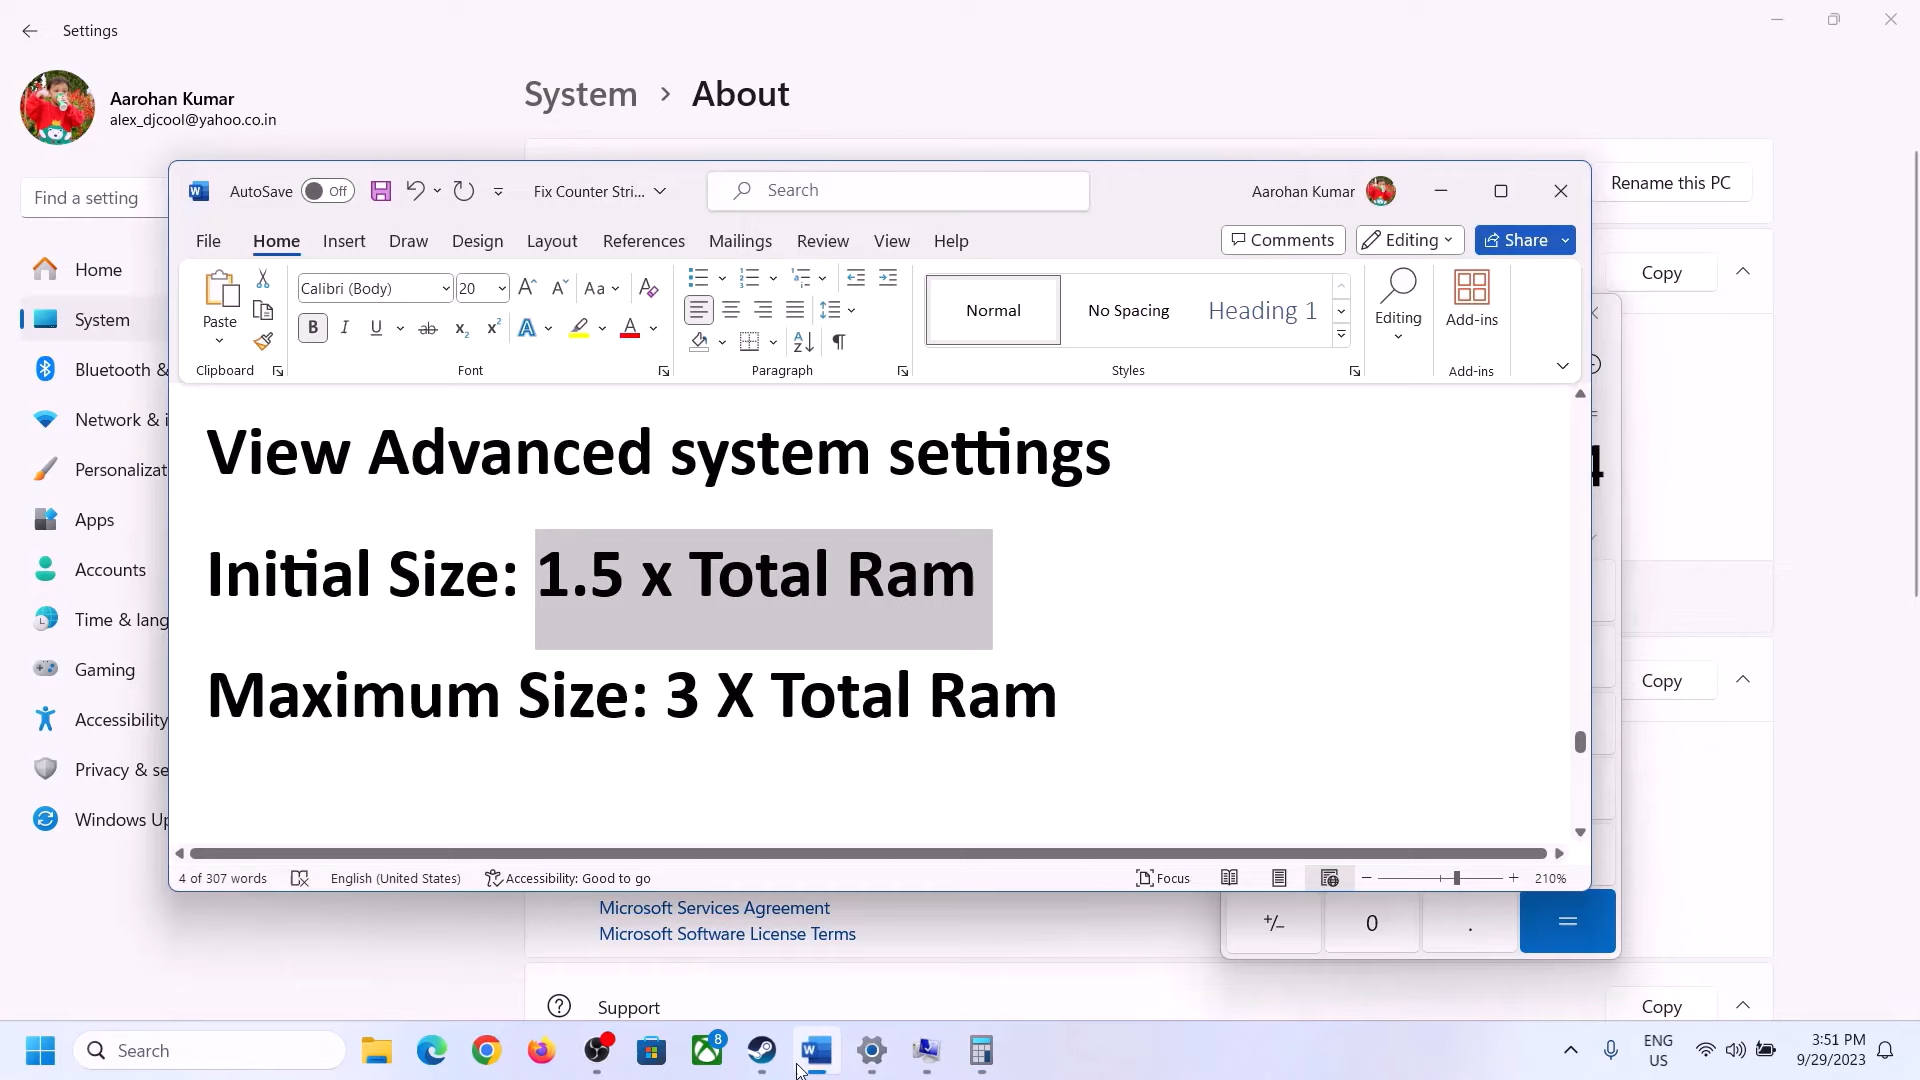 Settings
Aarohan Kumar
alex_djcool@yahoo.co.in
System > About
Find a setting
Rename this PC
AutoSave Off
Fix Counter Stri...
Search
Aarohan Kumar
File Home Insert Draw Design Layout References Mailings Review View Help
Comments Editing Share
Home
Copy
Paste
Calibri (Body) 20
Normal
No Spacing
Heading 1
Editing
Add-ins
Clipboard Font Paragraph Styles Add-ins
System
Bluetooth &
Network & i
Personalizat
Apps
Accounts
Time & lang
Gaming
Accessibility
Privacy & se
Windows Up
View Advanced system settings
Initial Size: 1.5 x Total Ram
Maximum Size: 3 X Total Ram
4
Copy
4 of 307 words
English (United States)
Accessibility: Good to go
Focus
210%
Microsoft Services Agreement
Microsoft Software License Terms
+/− 0 . =
Support
Copy
Search
8
ENG
US
3:51 PM
9/29/2023